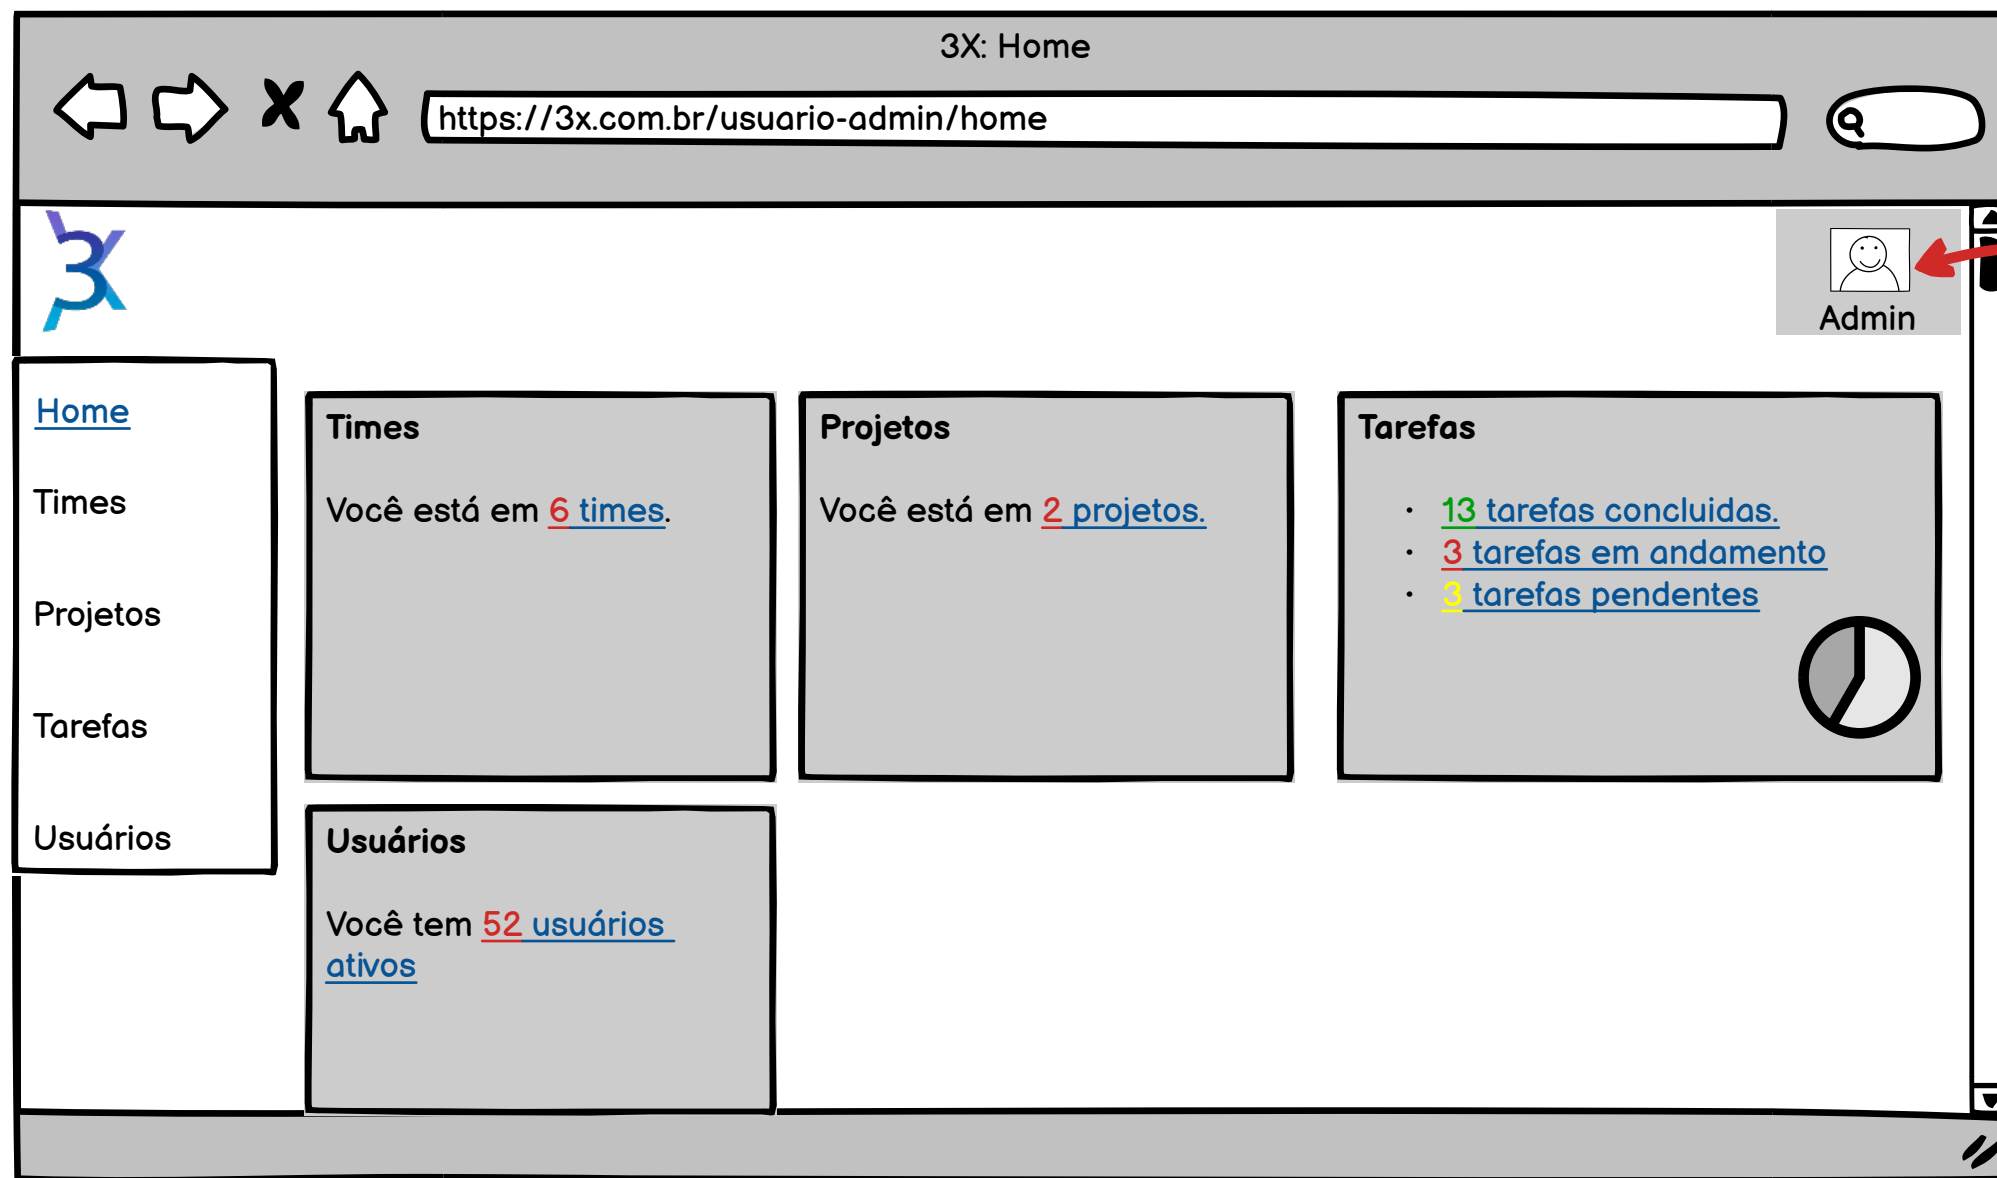 3X: Home
https://3x.com.br/usuario-admin/home
3X
Admin
Home
Times
Projetos
Tarefas
Usuários
Times
Você está em 6 times.
Projetos
Você está em 2 projetos.
Tarefas
• 13 tarefas concluidas.
• 3 tarefas em andamento
• 3 tarefas pendentes
Usuários
Você tem 52 usuários
ativos